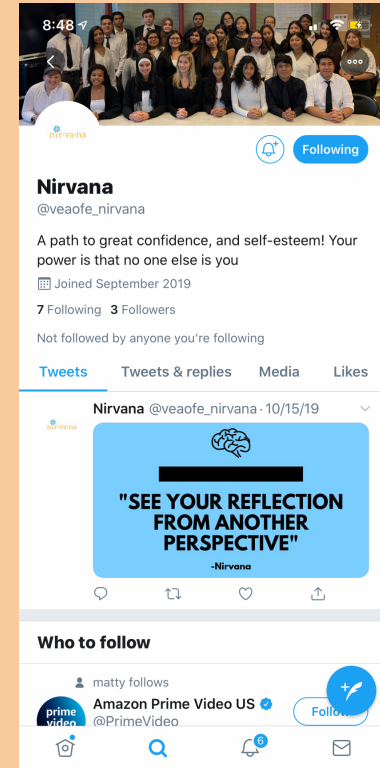 8:48
nir·va·na
Following
Nirvana
@veaofe_nirvana
A path to great confidence, and self-esteem! Your
power is that no one else is you
Joined September 2019
7 Following 3 Followers
Not followed by anyone you're following
Tweets Tweets & replies Media Likes
Nirvana @veaofe_nirvana · 10/15/19
nir·va·na
"SEE YOUR REFLECTION
FROM ANOTHER
PERSPECTIVE"
-Nirvana
Who to follow
matty follows
Amazon Prime Video US
@PrimeVideo
prime
video
Follow
6